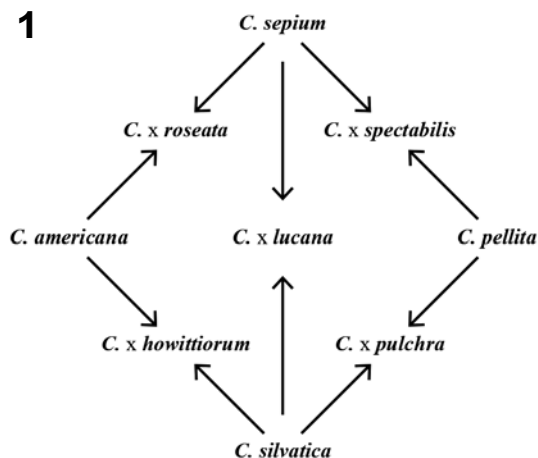 1
C. sepium
C. x roseata
C. x spectabilis
C. americana
C. x lucana
C. pellita
C. x howittiorum
C. x pulchra
C. silvatica